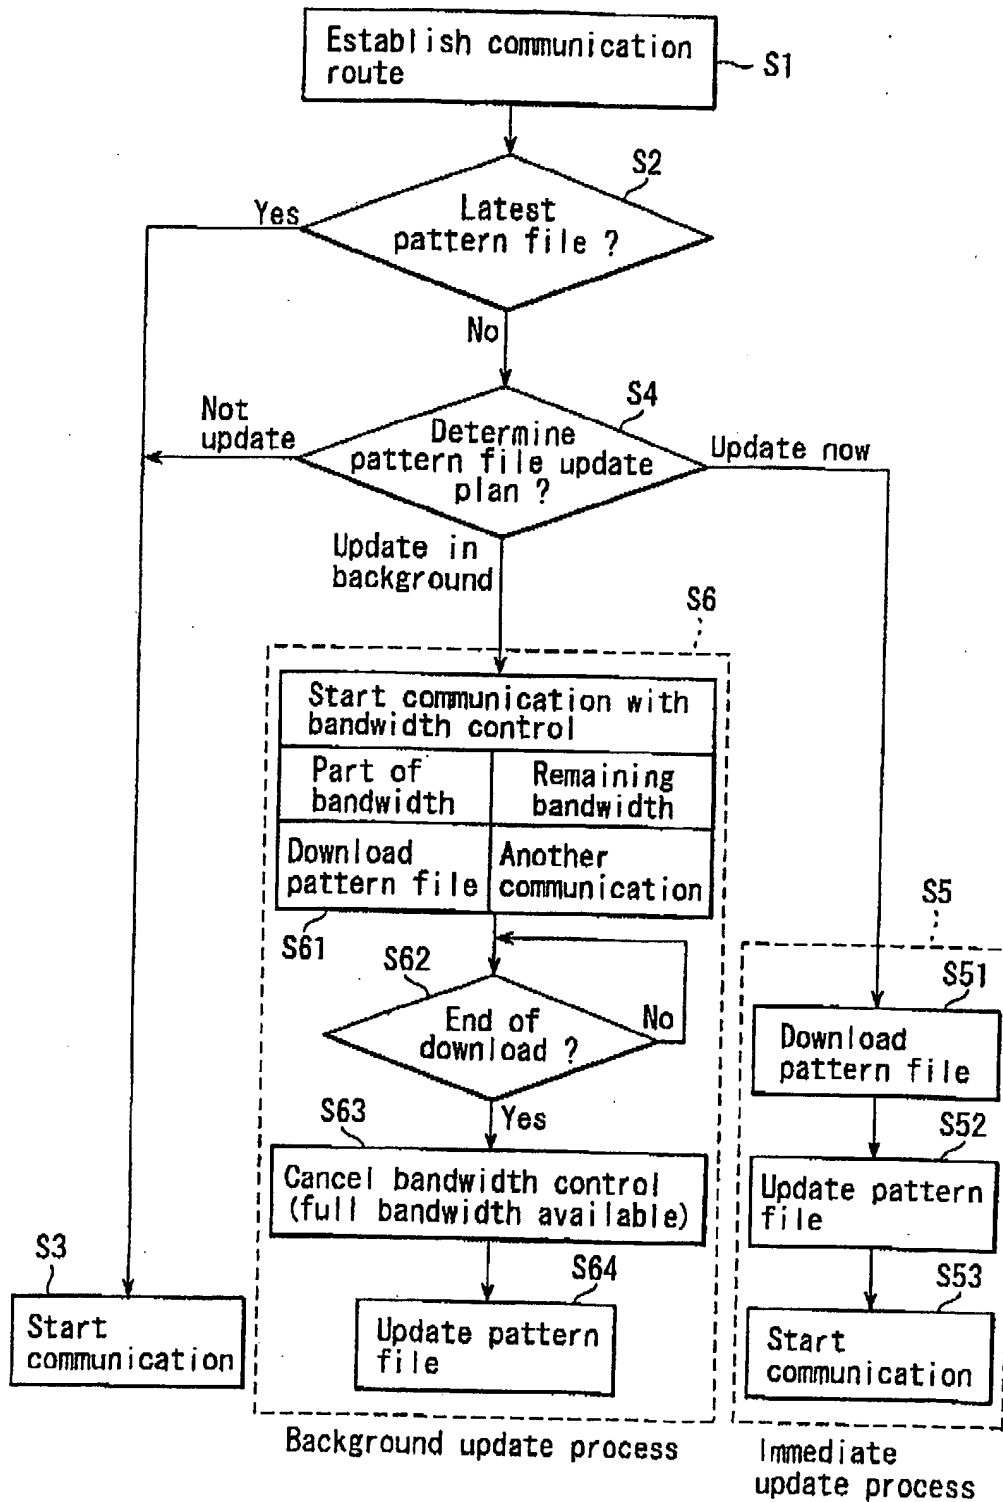 Establish communication
route
S1
S2
Latest
pattern file ?
Yes
No
S4
Not
update
Determine
pattern file update
plan ?
Update now
Update in
background
S6
Start communication with
bandwidth control
Part of
bandwidth
Remaining
bandwidth
Download
pattern file
Another
communication
S61
S62
End of
download ?
No
Yes
S63
Cancel bandwidth control
(full bandwidth available)
S64
Update pattern
file
Background update process
S5
S51
Download
pattern file
S52
Update pattern
file
S53
Start
communication
Immediate
update process
S3
Start
communication